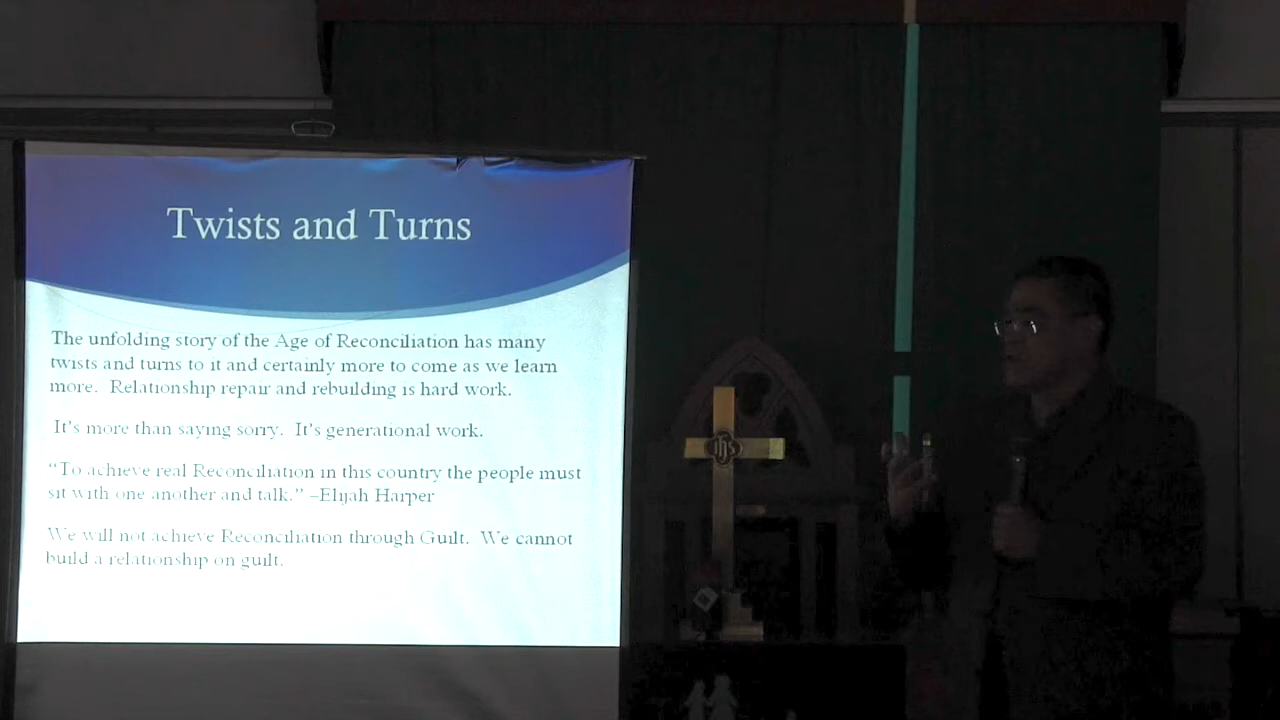 Twists and Turns
The unfolding story of the Age of Reconciliation has many
twists and turns to it and certainly more to come as we learn
more.  Relationship repair and rebuilding is hard work.
It's more than saying sorry.  It's generational work.
“To achieve real Reconciliation in this country the people must
sit with one another and talk.” –Elijah Harper
We will not achieve Reconciliation through Guilt.  We cannot
build a relationship on guilt.
IHS